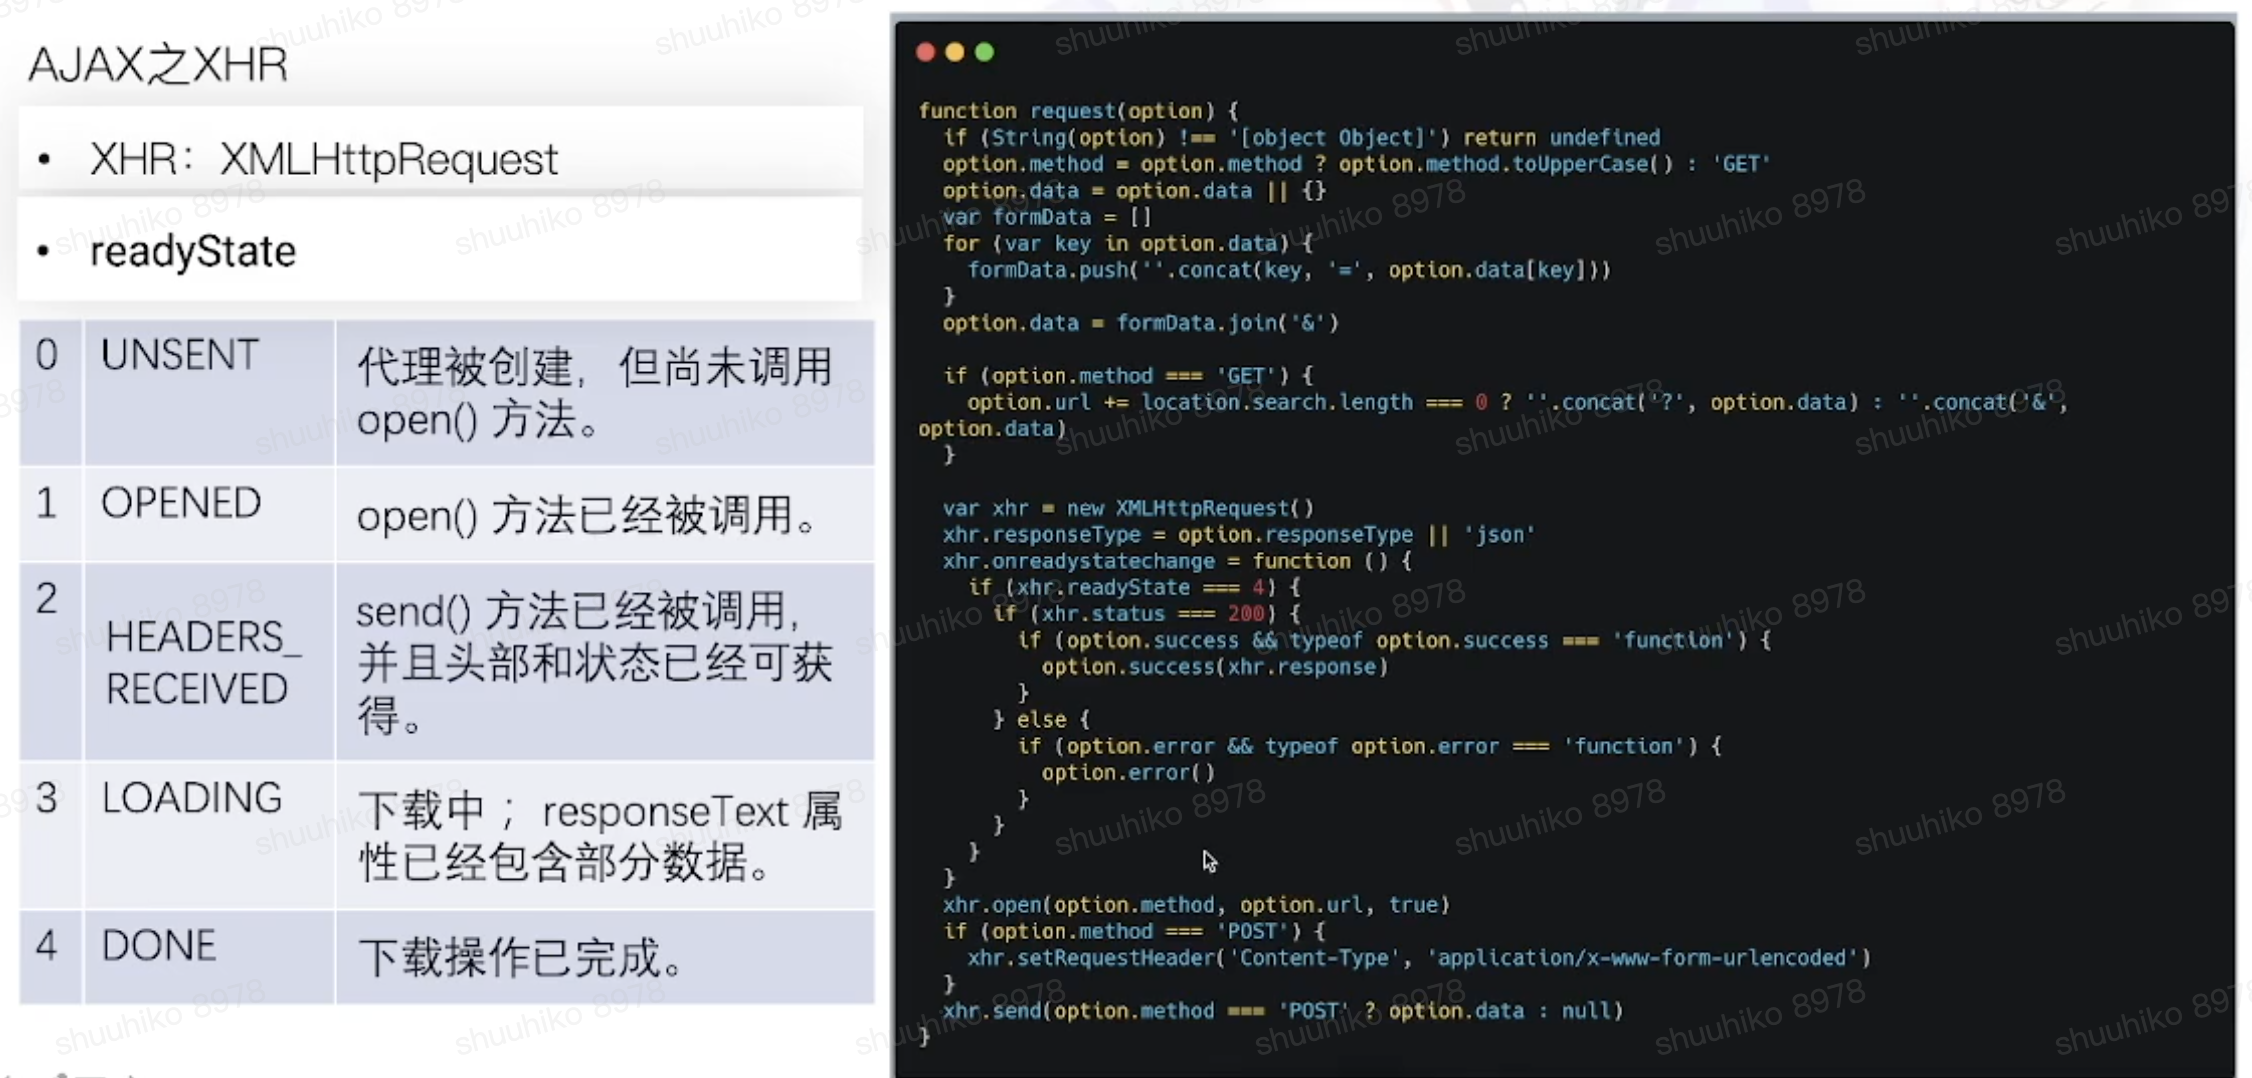 AJAX之XHR
• XHR：XMLHttpRequest
• readyState
0 UNSENT 代理被创建，但尚未调用
open() 方法。
1 OPENED open() 方法已经被调用。
2 HEADERS_
RECEIVED send() 方法已经被调用，
并且头部和状态已经可获
得。
3 LOADING 下载中； responseText 属
性已经包含部分数据。
4 DONE 下载操作已完成。
function request(option) {
  if (String(option) !== '[object Object]') return undefined
  option.method = option.method ? option.method.toUpperCase() : 'GET'
  option.data = option.data || {}
  var formData = []
  for (var key in option.data) {
    formData.push(''.concat(key, '=', option.data[key]))
  }
  option.data = formData.join('&')
  if (option.method === 'GET') {
    option.url += location.search.length === 0 ? ''.concat('?', option.data) : ''.concat('&',
option.data)
  }
  var xhr = new XMLHttpRequest()
  xhr.responseType = option.responseType || 'json'
  xhr.onreadystatechange = function () {
    if (xhr.readyState === 4) {
      if (xhr.status === 200) {
        if (option.success && typeof option.success === 'function') {
          option.success(xhr.response)
        }
      } else {
        if (option.error && typeof option.error === 'function') {
          option.error()
        }
      }
    }
  }
  xhr.open(option.method, option.url, true)
  if (option.method === 'POST') {
    xhr.setRequestHeader('Content-Type', 'application/x-www-form-urlencoded')
  }
  xhr.send(option.method === 'POST' ? option.data : null)
}
shuuhiko 8978